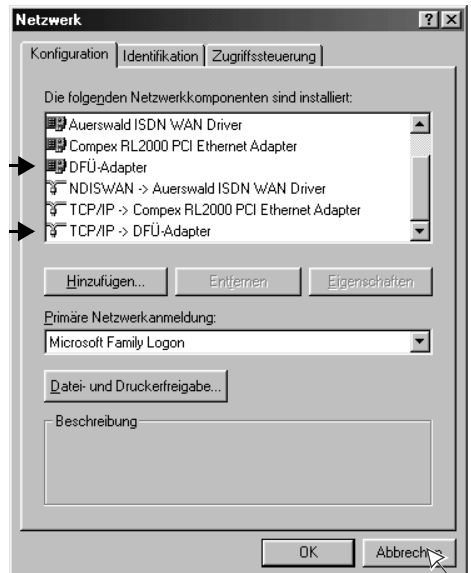 Netzwerk
Konfiguration
Identifikation
Zugriffssteuerung
Die folgenden Netzwerkkomponenten sind installiert:
Auerswald ISDN WAN Driver
Compex RL2000 PCI Ethernet Adapter
DFÜ-Adapter
NDISWAN -> Auerswald ISDN WAN Driver
TCP/IP -> Compex RL2000 PCI Ethernet Adapter
TCP/IP -> DFÜ-Adapter
Hinzufügen...
Entfernen
Eigenschaften
Primäre Netzwerkanmeldung:
Microsoft Family Logon
Datei- und Druckerfreigabe...
Beschreibung
OK
Abbrechen